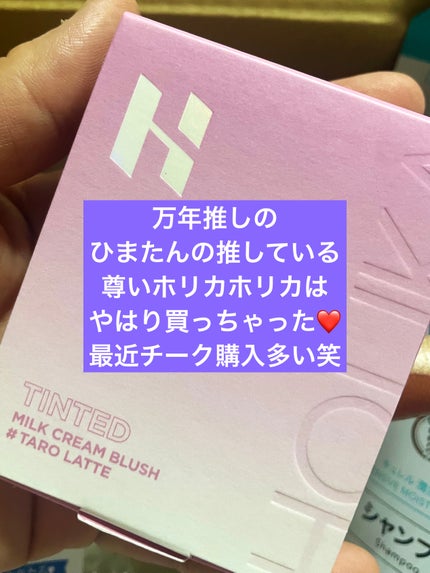 H
HOLIKA
万年推しの
ひまたんの推している
尊いホリカホリカは
やはり買っちゃった❤️
最近チーク購入多い笑
TINTED
MILK CREAM BLUSH
# TARO LATTE
シャンプ
Shampoo